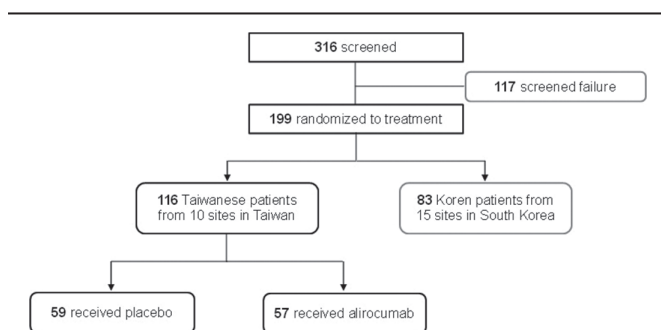 316 screened
117 screened failure
199 randomized to treatment
116 Taiwanese patients
from 10 sites in Taiwan
83 Koren patients from
15 sites in South Korea
59 received placebo
57 received alirocumab